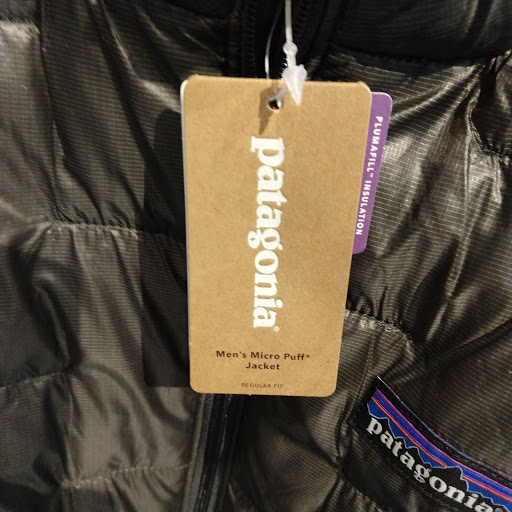 patagonia®
Men's Micro Puff®
Jacket
REGULAR FIT
PLUMAFILL™ INSULATION
patagonia